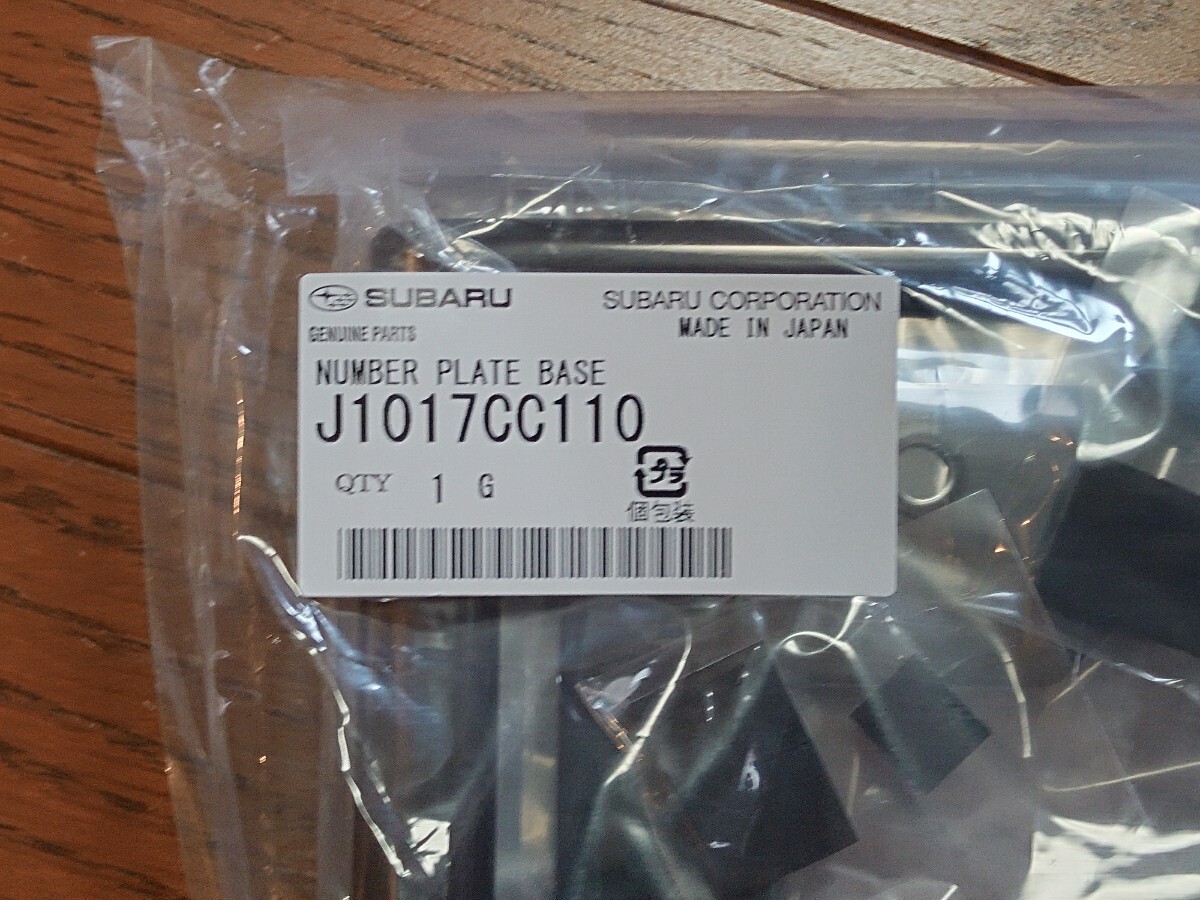 SUBARU SUBARU CORPORATION
GENUINE PARTS MADE IN JAPAN
NUMBER PLATE BASE
J1017CC110
QTY 1 G
プラ
個包装